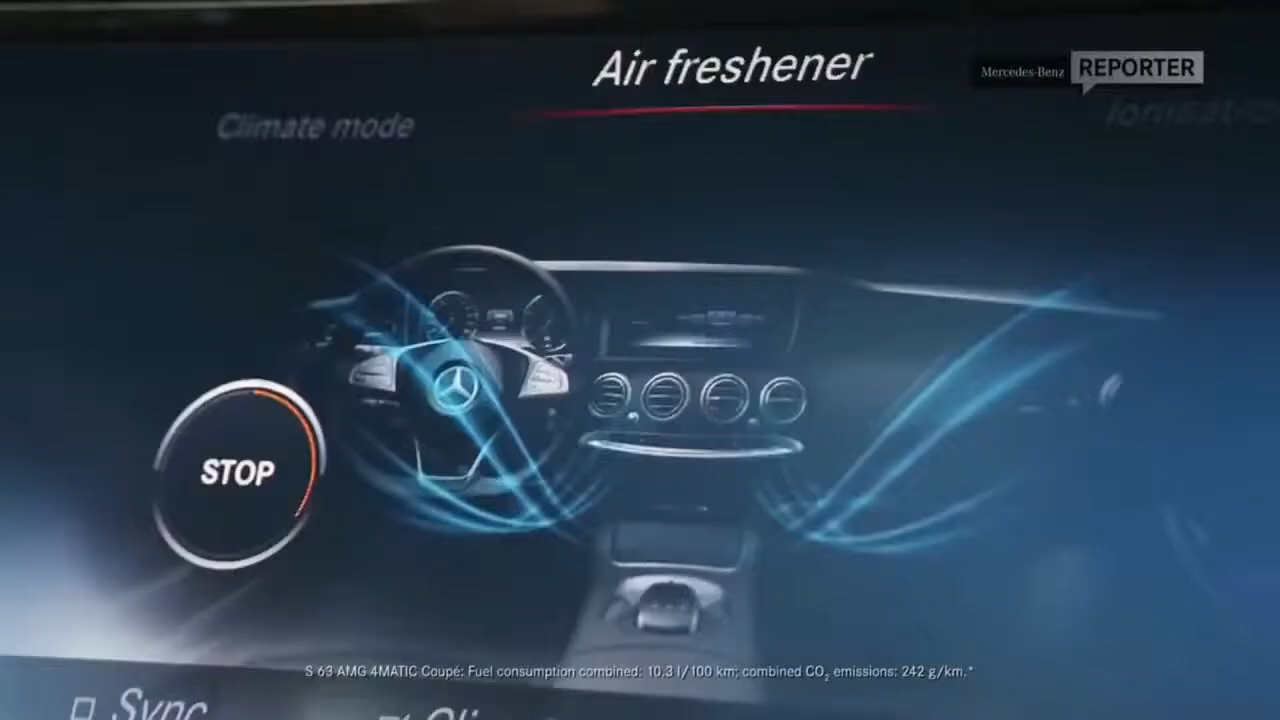 Air freshener
Mercedes-Benz REPORTER
Climate mode
STOP
S 63 AMG 4MATIC Coupé: Fuel consumption combined: 10.3 l/100 km; combined CO₂ emissions: 242 g/km.*
Sync